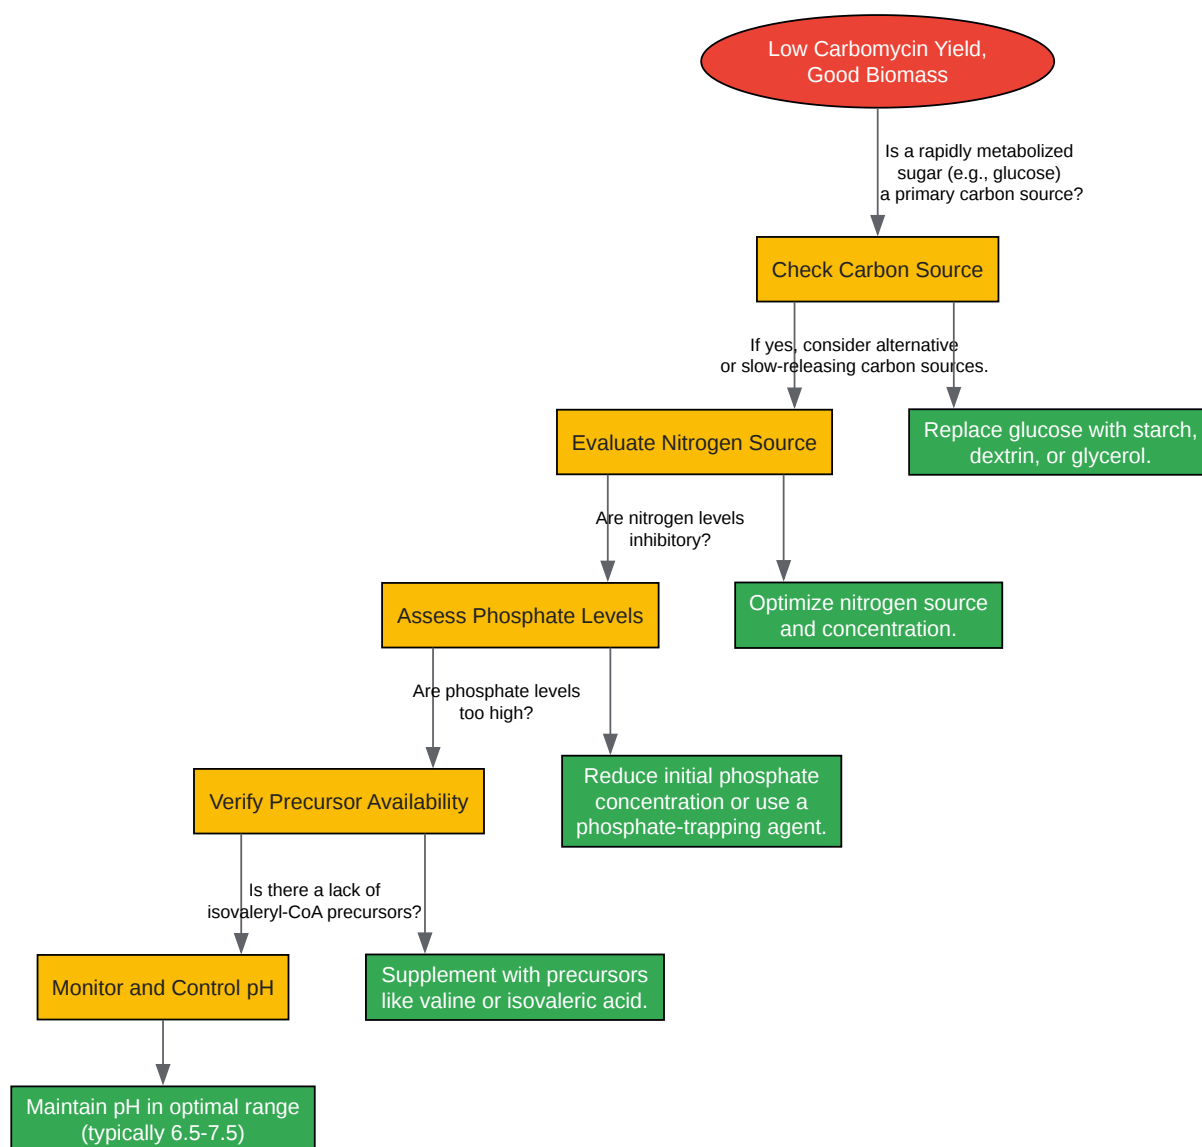 Low Carbomycin Yield,
Good Biomass
Is a rapidly metabolized
sugar (e.g., glucose)
a primary carbon source?
Check Carbon Source
If yes, consider alternative
or slow-releasing carbon sources.
Evaluate Nitrogen Source
Replace glucose with starch,
dextrin, or glycerol.
Are nitrogen levels
inhibitory?
Assess Phosphate Levels
Optimize nitrogen source
and concentration.
Are phosphate levels
too high?
Verify Precursor Availability
Reduce initial phosphate
concentration or use a
phosphate-trapping agent.
Is there a lack of
isovaleryl-CoA precursors?
Monitor and Control pH
Supplement with precursors
like valine or isovaleric acid.
Maintain pH in optimal range
(typically 6.5-7.5)